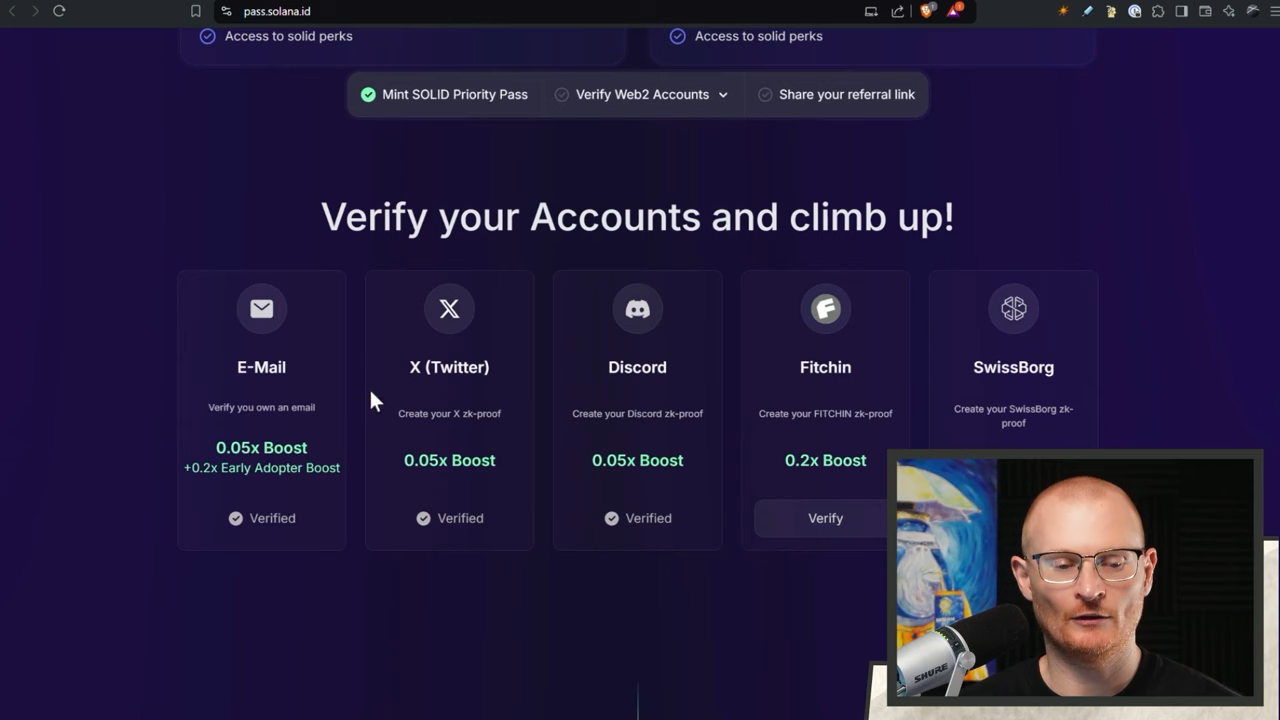 pass.solana.id
Access to solid perks
Access to solid perks
Mint SOLID Priority Pass
Verify Web2 Accounts
Share your referral link
Verify your Accounts and climb up!
E-Mail
Verify you own an email
0.05x Boost
+0.2x Early Adopter Boost
Verified
X (Twitter)
Create your X zk-proof
0.05x Boost
Verified
Discord
Create your Discord zk-proof
0.05x Boost
Verified
Fitchin
Create your FITCHIN zk-proof
0.2x Boost
Verify
SwissBorg
Create your SwissBorg zk-
proof
SHURE